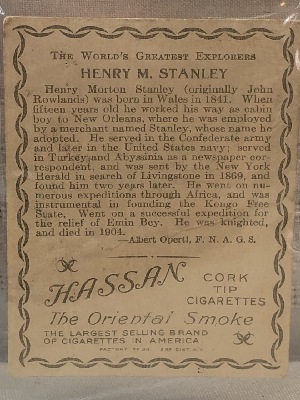 THE WORLD'S GREATEST EXPLORERS
HENRY M. STANLEY
Henry Morton Stanley (originally John
Rowlands) was born in Wales in 1841. When
fifteen years old he worked his way as cabin
boy to New Orleans, where he was employed
by a merchant named Stanley, whose name he
adopted. He served in the Confederate army
and later in the United States navy; served
in Turkey and Abysinia as a newspaper cor-
respondent, and was sent by the New York
Herald in search of Livingstone in 1869, and
found him two years later. He went on nu-
merous expeditions through Africa, and was
instrumental in founding the Kongo Free
State. Went on a successful expedition for
the relief of Emin Bey. He was knighted,
and died in 1904.
—Albert Operti, F. N. A. G. S.
HASSAN
CORK
TIP
CIGARETTES
The Oriental Smoke
THE LARGEST SELLING BRAND
OF CIGARETTES IN AMERICA
FACTORY